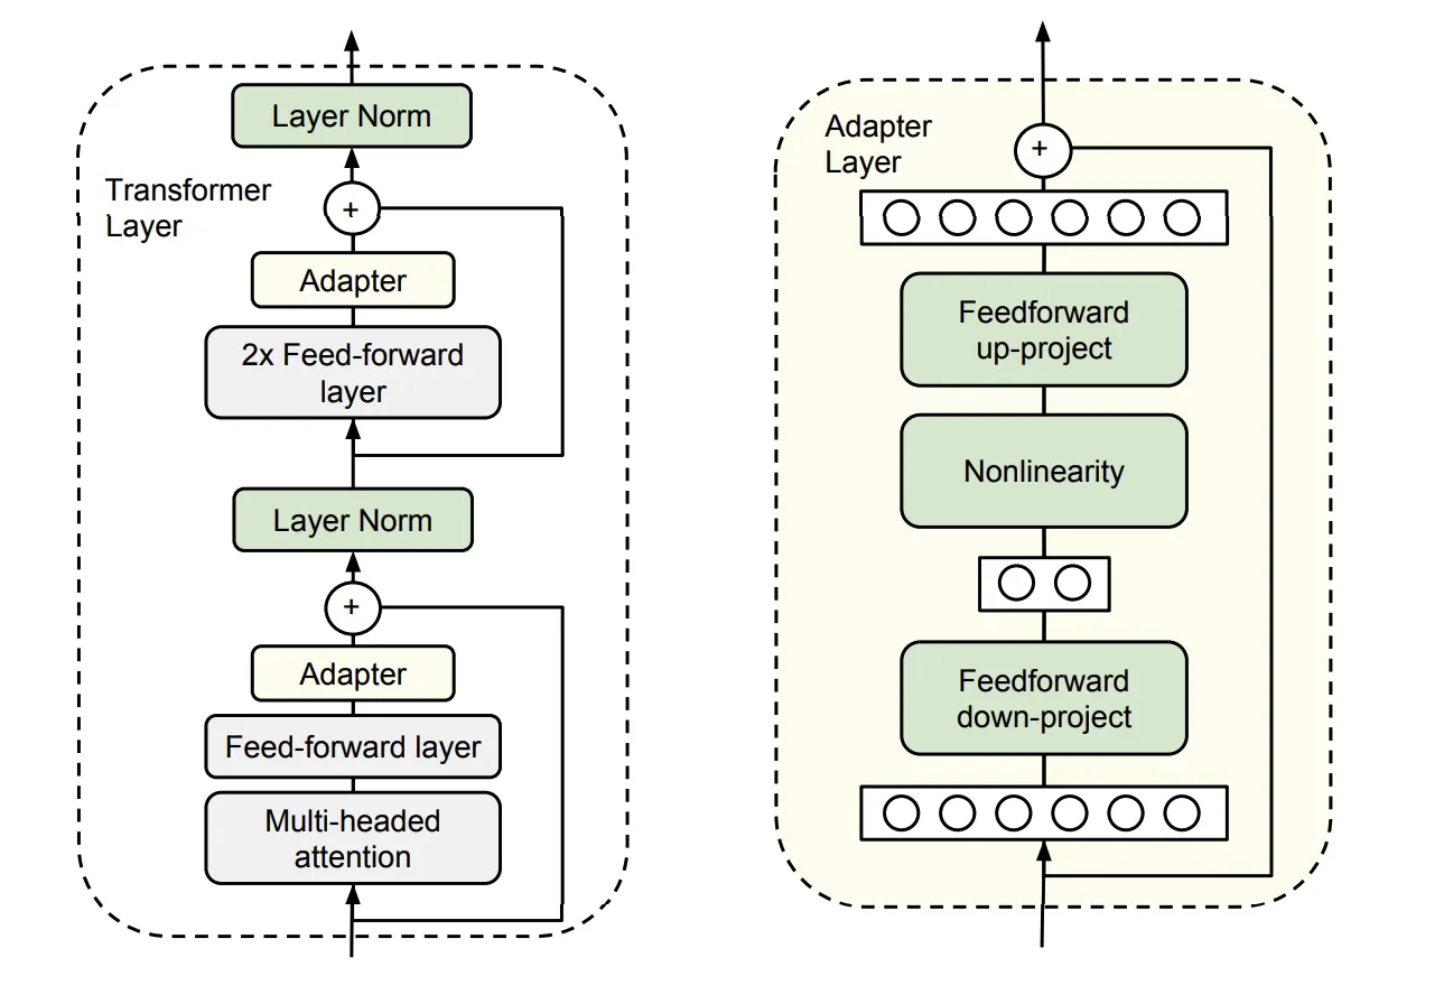 Layer Norm
Transformer
Layer
+
Adapter
2x Feed-forward
layer
Layer Norm
+
Adapter
Feed-forward layer
Multi-headed
attention
Adapter
Layer
+
Feedforward
up-project
Nonlinearity
Feedforward
down-project